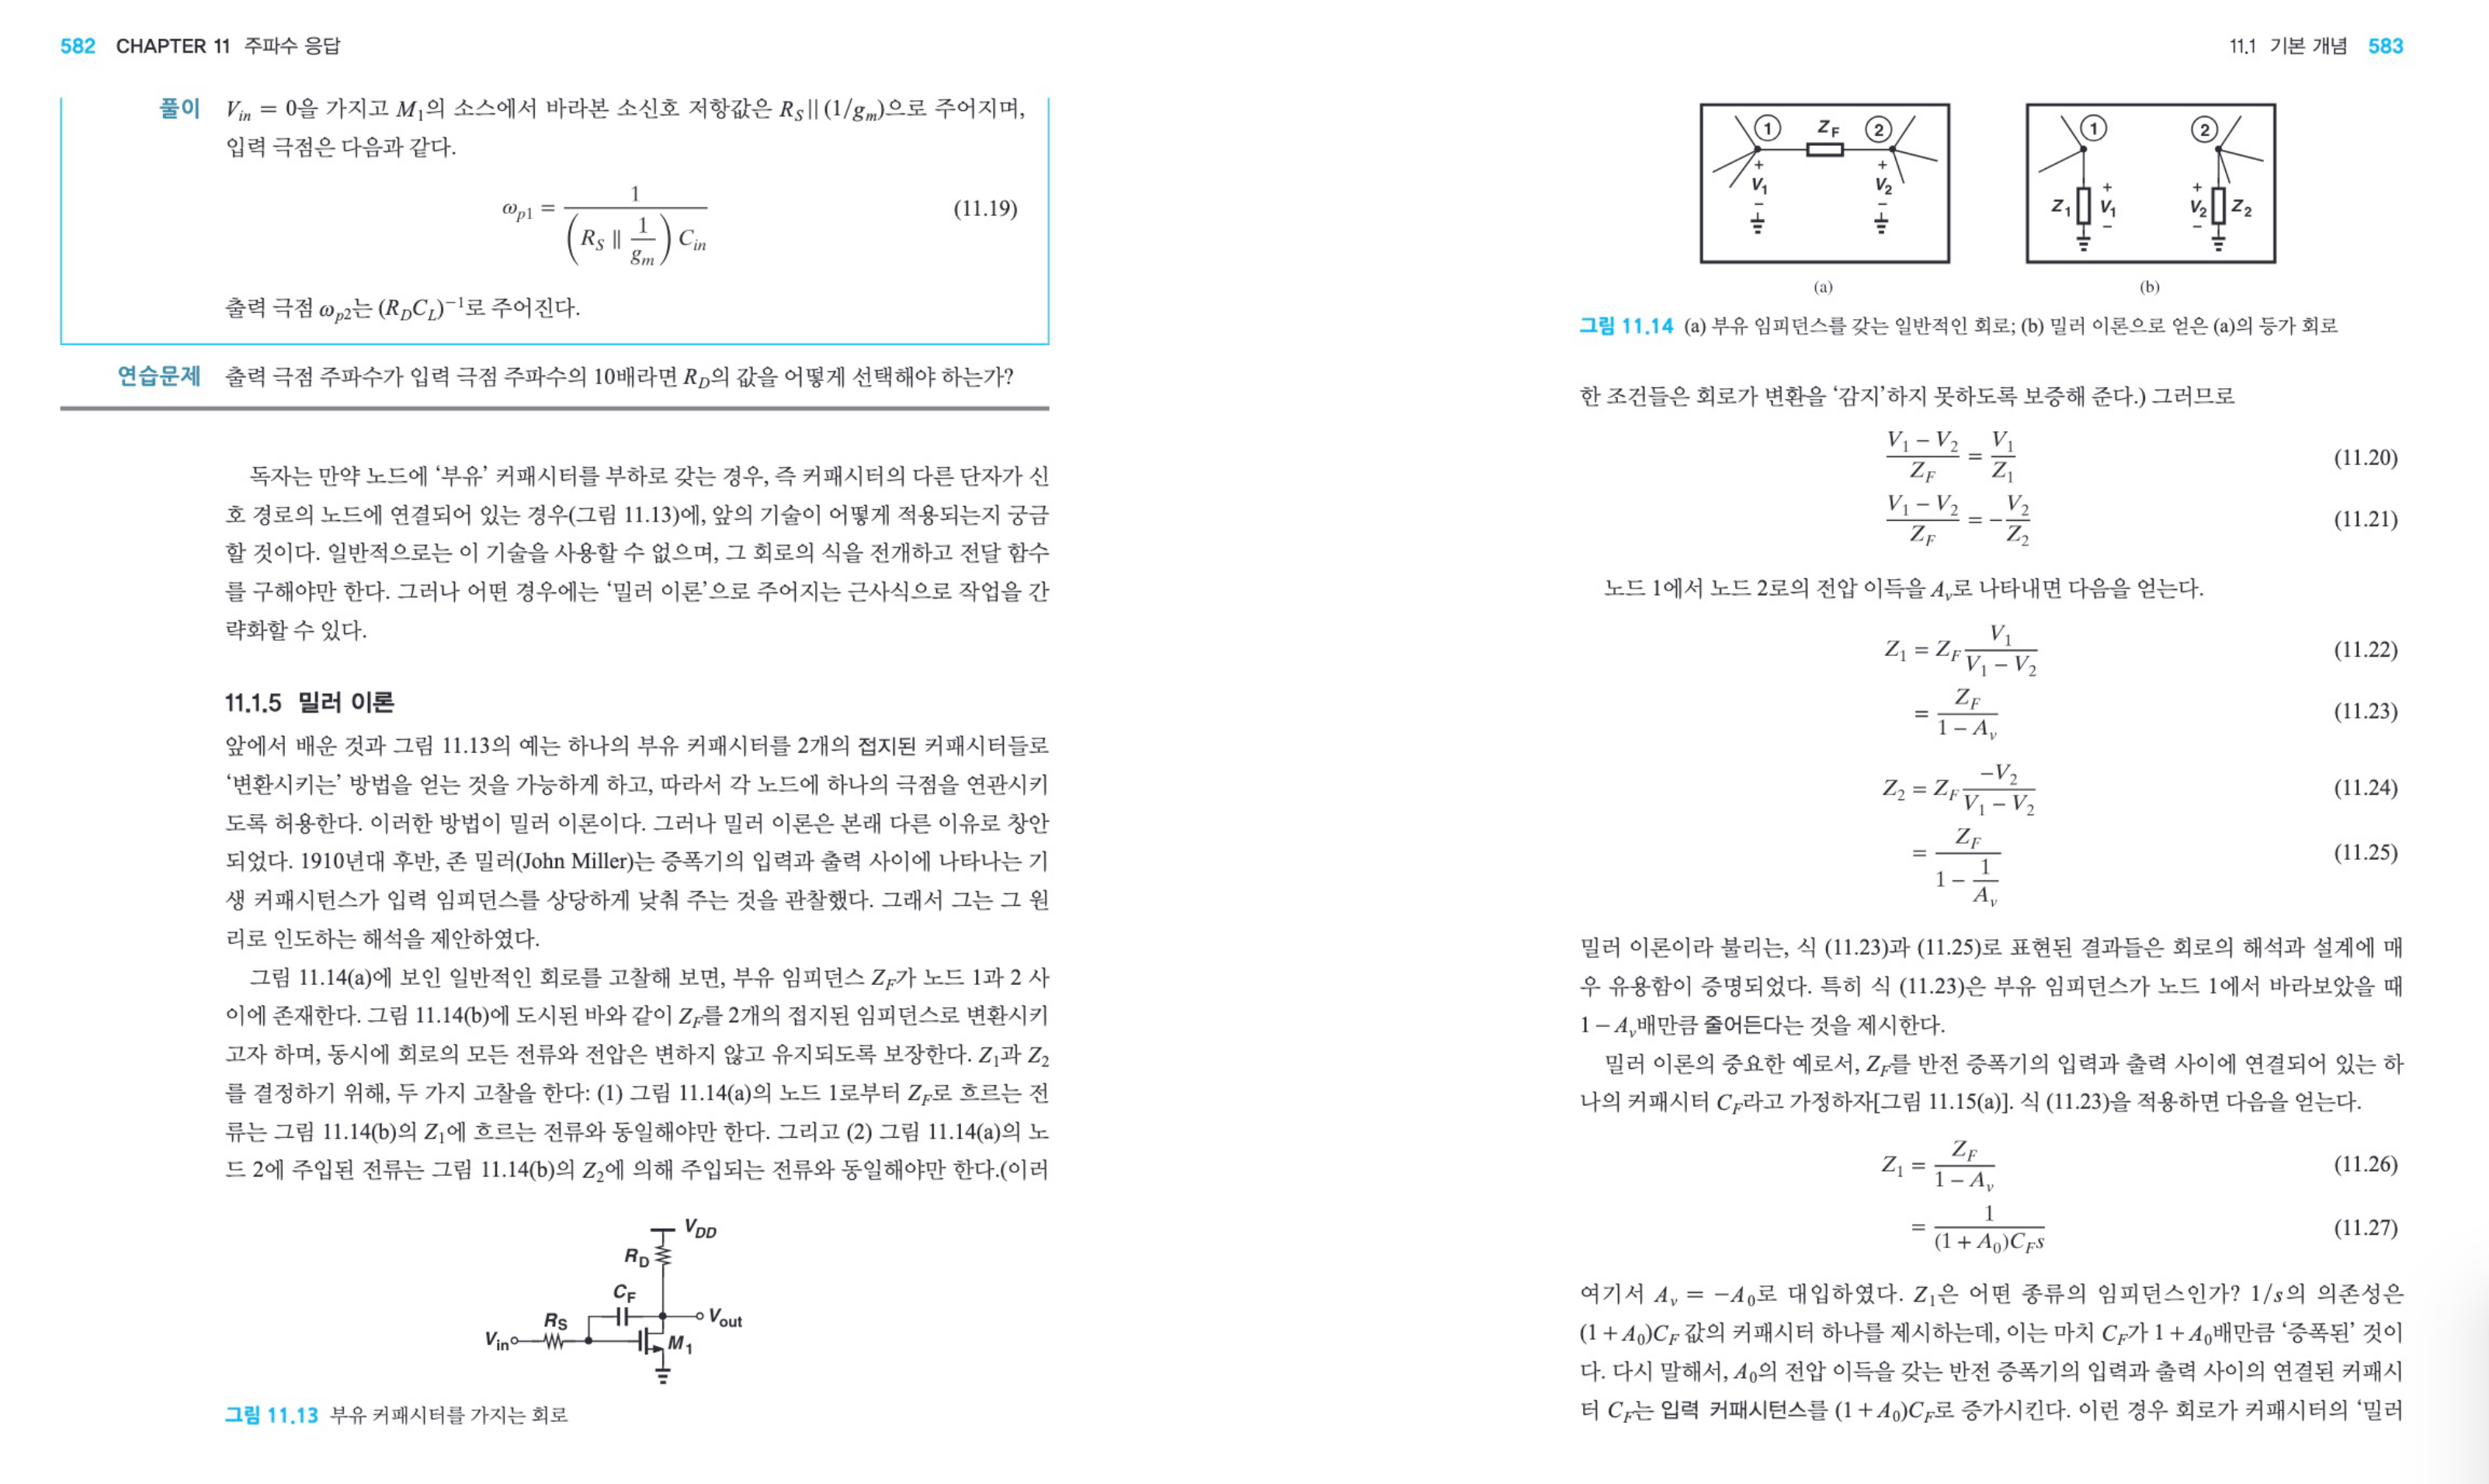 582 CHAPTER 11 주파수 응답
풀이 V_in = 0을 가지고 M_1의 소스에서 바라본 소신호 저항값은 R_S || (1/g_m)으로 주어지며,
입력 극점은 다음과 같다.
ω_p1 = 1 / ((R_S || 1/g_m) C_in) (11.19)
출력 극점 ω_p2는 (R_D C_L)^−1로 주어진다.
연습문제 출력 극점 주파수가 입력 극점 주파수의 10배라면 R_D의 값을 어떻게 선택해야 하는가?
독자는 만약 노드에 ‘부유’ 커패시터를 부하로 갖는 경우, 즉 커패시터의 다른 단자가 신
호 경로의 노드에 연결되어 있는 경우(그림 11.13)에, 앞의 기술이 어떻게 적용되는지 궁금
할 것이다. 일반적으로는 이 기술을 사용할 수 없으며, 그 회로의 식을 전개하고 전달 함수
를 구해야만 한다. 그러나 어떤 경우에는 ‘밀러 이론’으로 주어지는 근사식으로 작업을 간
략화할 수 있다.
11.1.5 밀러 이론
앞에서 배운 것과 그림 11.13의 예는 하나의 부유 커패시터를 2개의 접지된 커패시터들로
‘변환시키는’ 방법을 얻는 것을 가능하게 하고, 따라서 각 노드에 하나의 극점을 연관시키
도록 허용한다. 이러한 방법이 밀러 이론이다. 그러나 밀러 이론은 본래 다른 이유로 창안
되었다. 1910년대 후반, 존 밀러(John Miller)는 증폭기의 입력과 출력 사이에 나타나는 기
생 커패시턴스가 입력 임피던스를 상당하게 낮춰 주는 것을 관찰했다. 그래서 그는 그 원
리로 인도하는 해석을 제안하였다.
그림 11.14(a)에 보인 일반적인 회로를 고찰해 보면, 부유 임피던스 Z_F가 노드 1과 2 사
이에 존재한다. 그림 11.14(b)에 도시된 바와 같이 Z_F를 2개의 접지된 임피던스로 변환시키
고자 하며, 동시에 회로의 모든 전류와 전압은 변하지 않고 유지되도록 보장한다. Z_1과 Z_2
를 결정하기 위해, 두 가지 고찰을 한다: (1) 그림 11.14(a)의 노드 1로부터 Z_F로 흐르는 전
류는 그림 11.14(b)의 Z_1에 흐르는 전류와 동일해야만 한다. 그리고 (2) 그림 11.14(a)의 노
드 2에 주입된 전류는 그림 11.14(b)의 Z_2에 의해 주입되는 전류와 동일해야만 한다.(이러
V_DD
R_D
C_F
R_S
V_out
V_in
M_1
그림 11.13 부유 커패시터를 가지는 회로
11.1 기본 개념 583
1 Z_F 2
+ +
V_1 V_2
− −
(a)
1 2
+ +
Z_1 V_1 V_2 Z_2
− −
(b)
그림 11.14 (a) 부유 임피던스를 갖는 일반적인 회로; (b) 밀러 이론으로 얻은 (a)의 등가 회로
한 조건들은 회로가 변환을 ‘감지’하지 못하도록 보증해 준다.) 그러므로
(V_1 − V_2) / Z_F = V_1 / Z_1 (11.20)
(V_1 − V_2) / Z_F = −V_2 / Z_2 (11.21)
노드 1에서 노드 2로의 전압 이득을 A_v로 나타내면 다음을 얻는다.
Z_1 = Z_F V_1 / (V_1 − V_2) (11.22)
= Z_F / (1 − A_v) (11.23)
Z_2 = Z_F −V_2 / (V_1 − V_2) (11.24)
= Z_F / (1 − 1/A_v) (11.25)
밀러 이론이라 불리는, 식 (11.23)과 (11.25)로 표현된 결과들은 회로의 해석과 설계에 매
우 유용함이 증명되었다. 특히 식 (11.23)은 부유 임피던스가 노드 1에서 바라보았을 때
1 − A_v배만큼 줄어든다는 것을 제시한다.
밀러 이론의 중요한 예로서, Z_F를 반전 증폭기의 입력과 출력 사이에 연결되어 있는 하
나의 커패시터 C_F라고 가정하자[그림 11.15(a)]. 식 (11.23)을 적용하면 다음을 얻는다.
Z_1 = Z_F / (1 − A_v) (11.26)
= 1 / ((1 + A_0)C_F s) (11.27)
여기서 A_v = −A_0로 대입하였다. Z_1은 어떤 종류의 임피던스인가? 1/s의 의존성은
(1 + A_0)C_F 값의 커패시터 하나를 제시하는데, 이는 마치 C_F가 1 + A_0배만큼 ‘증폭된’ 것이
다. 다시 말해서, A_0의 전압 이득을 갖는 반전 증폭기의 입력과 출력 사이의 연결된 커패시
터 C_F는 입력 커패시턴스를 (1 + A_0)C_F로 증가시킨다. 이런 경우 회로가 커패시터의 ‘밀러